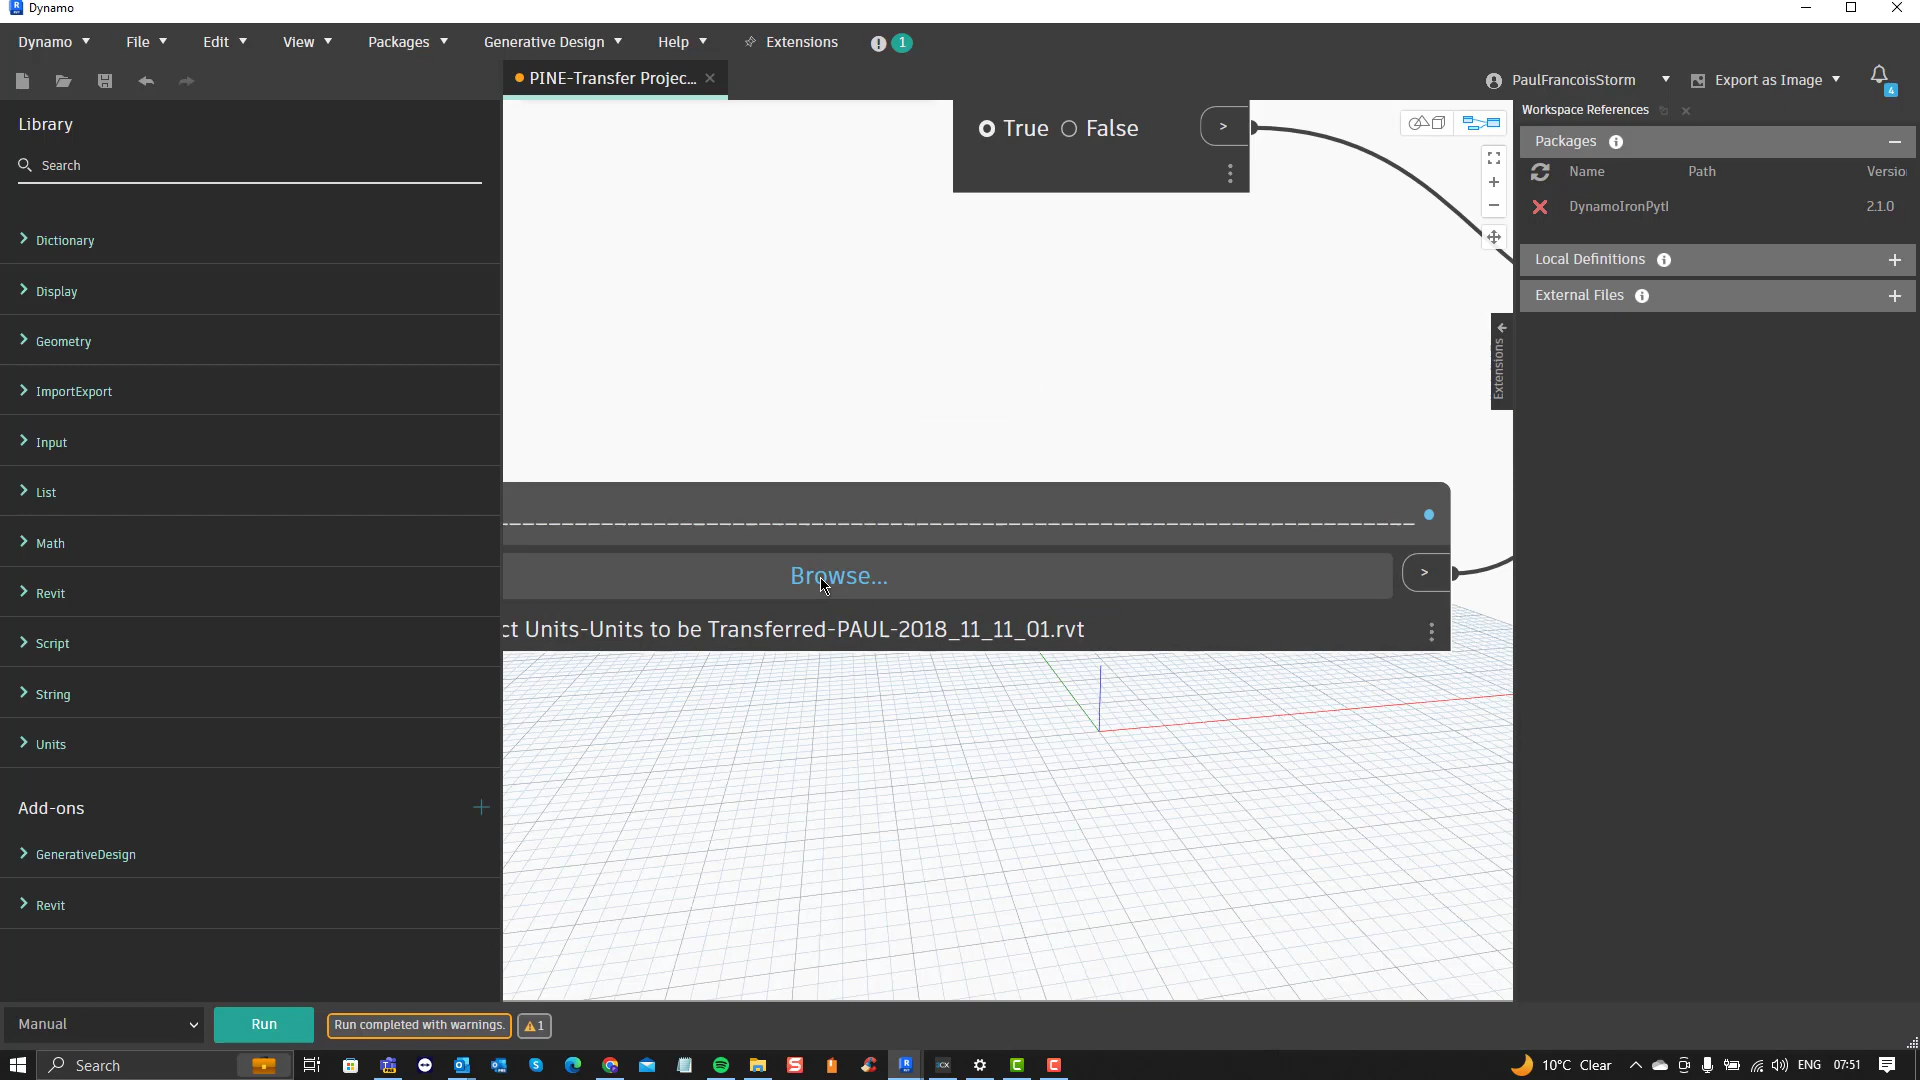 Dynamo
Dynamo File Edit View Packages Generative Design Help Extensions 1
PINE-Transfer Projec...
PaulFrancoisStorm Export as Image 4
Library
Search
Dictionary
Display
Geometry
ImportExport
Input
List
Math
Revit
Script
String
Units
Add-ons
GenerativeDesign
Revit
True False >
Browse...
>
ct Units-Units to be Transferred-PAUL-2018_11_11_01.rvt
Extensions
Workspace References
Packages
Name Path Versio
DynamoIronPyt 2.1.0
Local Definitions
External Files
Manual Run Run completed with warnings. 1
Search 10°C Clear ENG 07:51